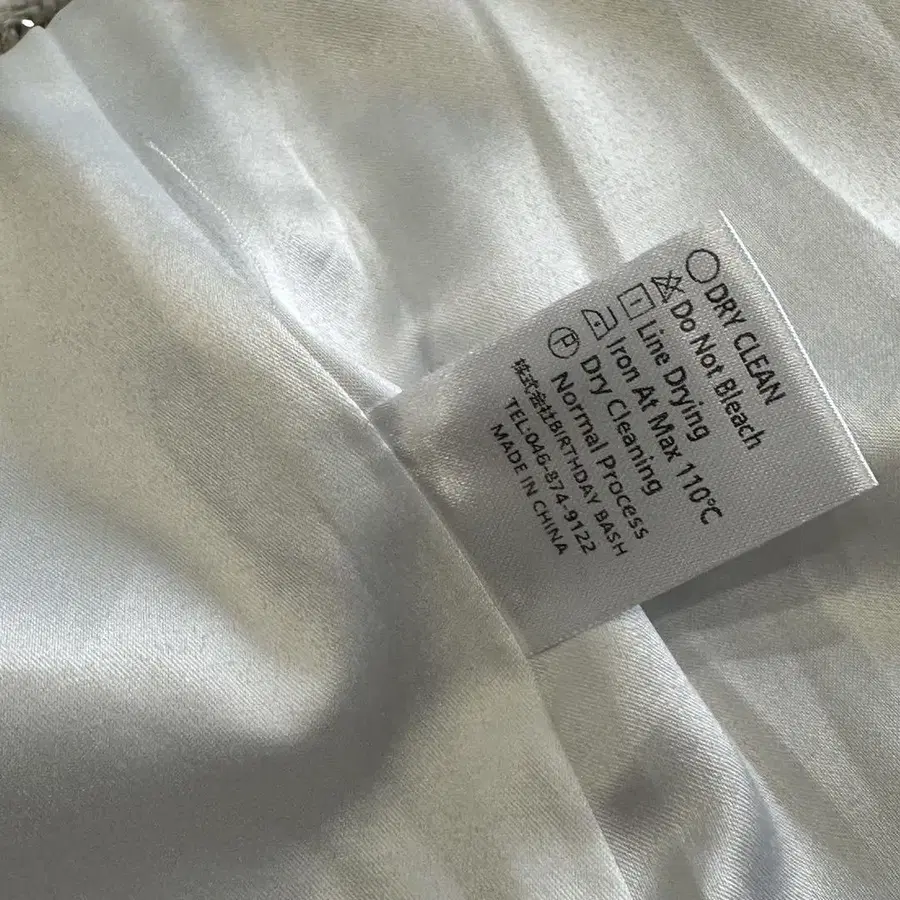 DRY CLEAN
Do Not Bleach
Line Drying
Iron At Max 110°C
Dry Cleaning
Normal Process
株式会社BIRTHDAY BASH
TEL:046-874-9122
MADE IN CHINA
P